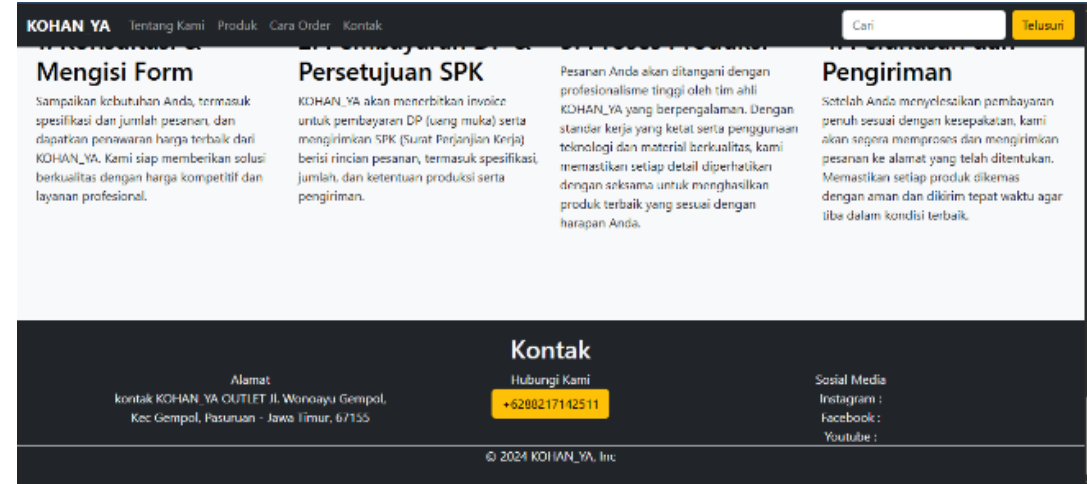 KOHAN YA Tentang Kami Produk Cara Order Kontak Cari Telusuri
Mengisi Form
Sampaikan kebutuhan Anda, termasuk
spesifikasi dan jumlah pesanan, dan
dapatkan penawaran harga terbaik dari
KOHAN_YA. Kami siap memberikan solusi
berkualitas dengan harga kompetitif dan
layanan profesional.
2. Pembayaran DP &
Persetujuan SPK
KOHAN_YA akan menerbitkan invoice
untuk pembayaran DP (uang muka) serta
mengirimkan SPK (Surat Perjanjian Kerja)
berisi rincian pesanan, termasuk spesifikasi,
jumlah, dan ketentuan produksi serta
pengiriman.
3. Proses Produksi
Pesanan Anda akan ditangani dengan
profesionalisme tinggi oleh tim ahli
KOHAN_YA yang berpengalaman. Dengan
standar kerja yang ketat serta penggunaan
teknologi dan material berkualitas, kami
memastikan setiap detail diperhatikan
dengan seksama untuk menghasilkan
produk terbaik yang sesuai dengan
harapan Anda.
Pengiriman
Setelah Anda menyelesaikan pembayaran
penuh sesuai dengan kesepakatan, kami
akan segera memproses dan mengirimkan
pesanan ke alamat yang telah ditentukan.
Memastikan setiap produk dikemas
dengan aman dan dikirim tepat waktu agar
tiba dalam kondisi terbaik.
Kontak
Alamat
kontak KOHAN_YA OUTLET Jl. Wonoayu Gempol,
Kec Gempol, Pasuruan - Jawa Timur, 67155
Hubungi Kami
+6288217142511
Sosial Media
Instagram :
Facebook :
Youtube :
© 2024 KOHAN_YA, Inc